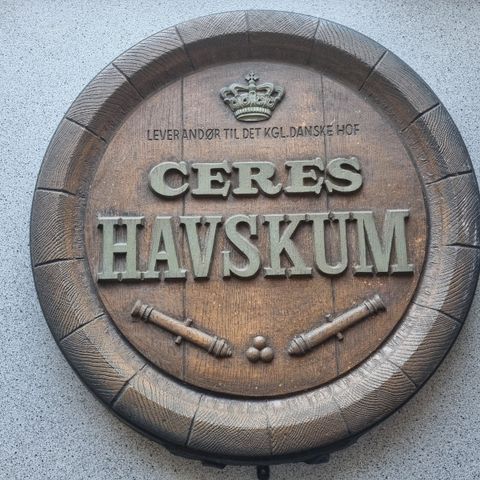 LEVERANDØR TIL DET KGL. DANSKE HOF
CERES
HAVSKUM